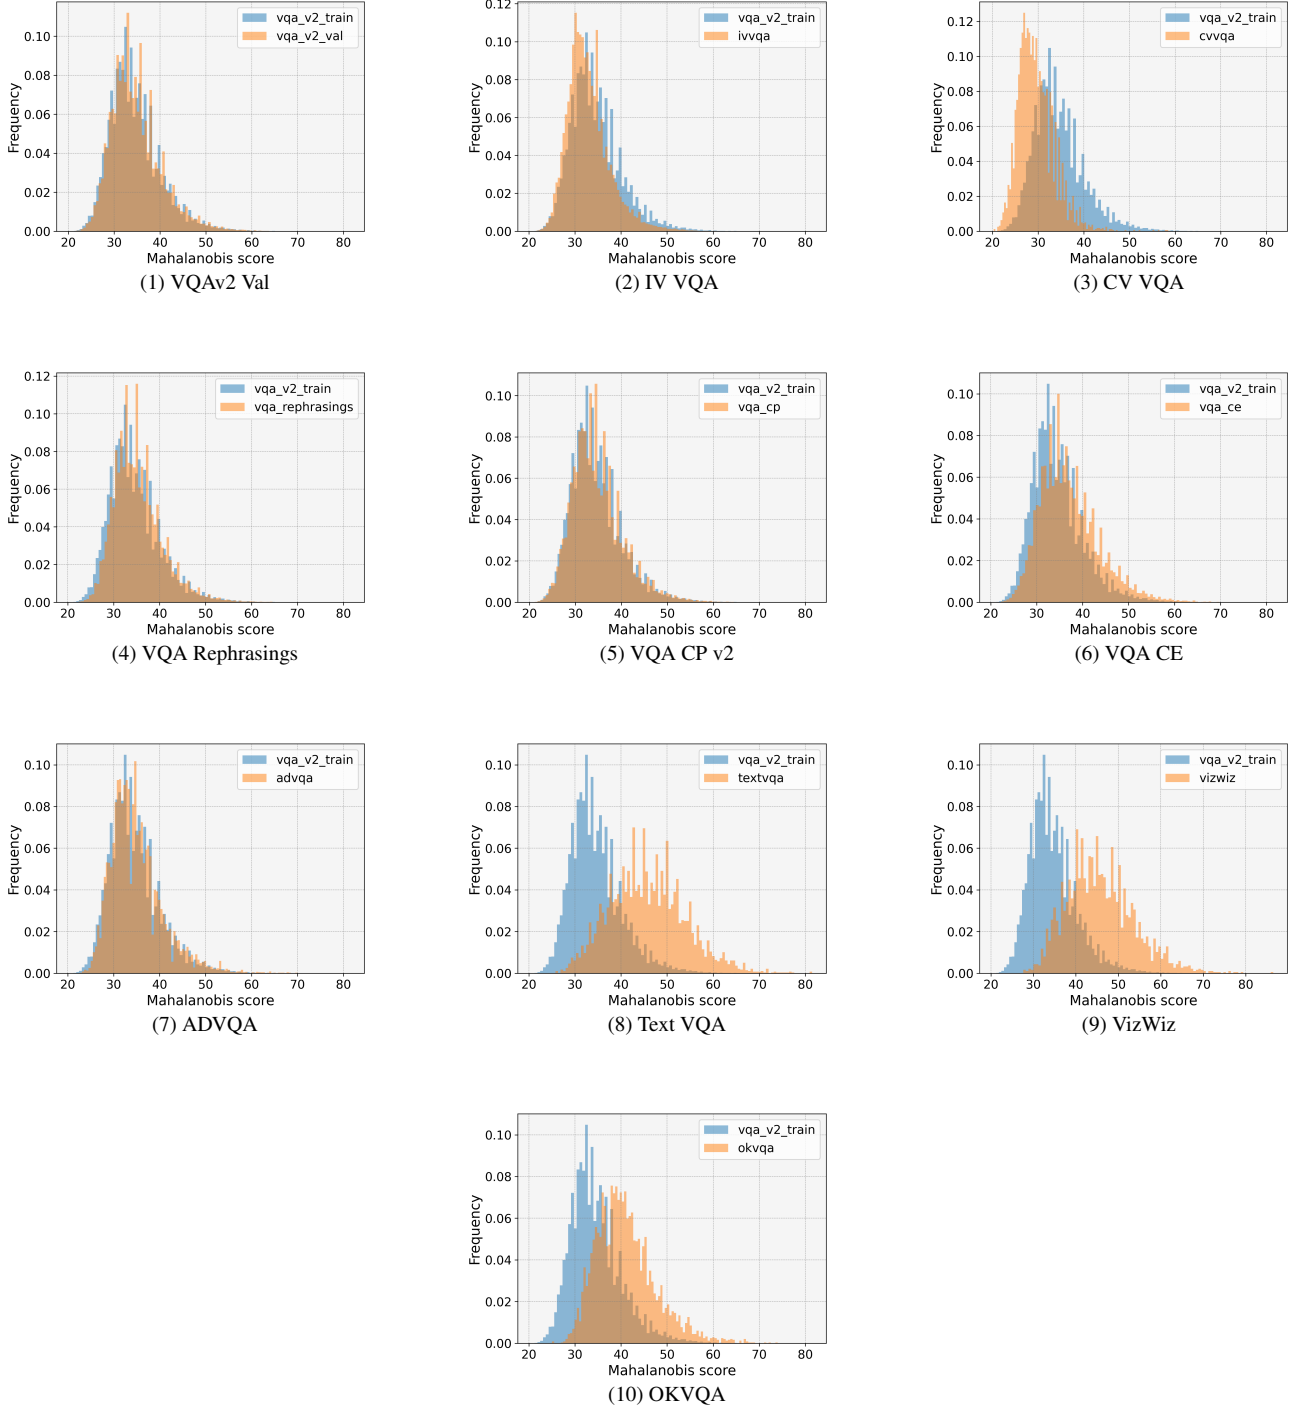 vqa_v2_train
vqa_v2_val
0.10
0.08
0.06
0.04
0.02
0.00
Frequency
20 30 40 50 60 70 80
Mahalanobis score
(1) VQAv2 Val
vqa_v2_train
ivvqa
0.12
0.10
0.08
0.06
0.04
0.02
0.00
Frequency
20 30 40 50 60 70 80
Mahalanobis score
(2) IV VQA
vqa_v2_train
cvvqa
0.12
0.10
0.08
0.06
0.04
0.02
0.00
Frequency
20 30 40 50 60 70 80
Mahalanobis score
(3) CV VQA
vqa_v2_train
vqa_rephrasings
0.12
0.10
0.08
0.06
0.04
0.02
0.00
Frequency
20 30 40 50 60 70 80
Mahalanobis score
(4) VQA Rephrasings
vqa_v2_train
vqa_cp
0.10
0.08
0.06
0.04
0.02
0.00
Frequency
20 30 40 50 60 70 80
Mahalanobis score
(5) VQA CP v2
vqa_v2_train
vqa_ce
0.10
0.08
0.06
0.04
0.02
0.00
Frequency
20 30 40 50 60 70 80
Mahalanobis score
(6) VQA CE
vqa_v2_train
advqa
0.10
0.08
0.06
0.04
0.02
0.00
Frequency
20 30 40 50 60 70 80
Mahalanobis score
(7) ADVQA
vqa_v2_train
textvqa
0.10
0.08
0.06
0.04
0.02
0.00
Frequency
20 30 40 50 60 70 80
Mahalanobis score
(8) Text VQA
vqa_v2_train
vizwiz
0.10
0.08
0.06
0.04
0.02
0.00
Frequency
20 30 40 50 60 70 80
Mahalanobis score
(9) VizWiz
vqa_v2_train
okvqa
0.10
0.08
0.06
0.04
0.02
0.00
Frequency
20 30 40 50 60 70 80
Mahalanobis score
(10) OKVQA